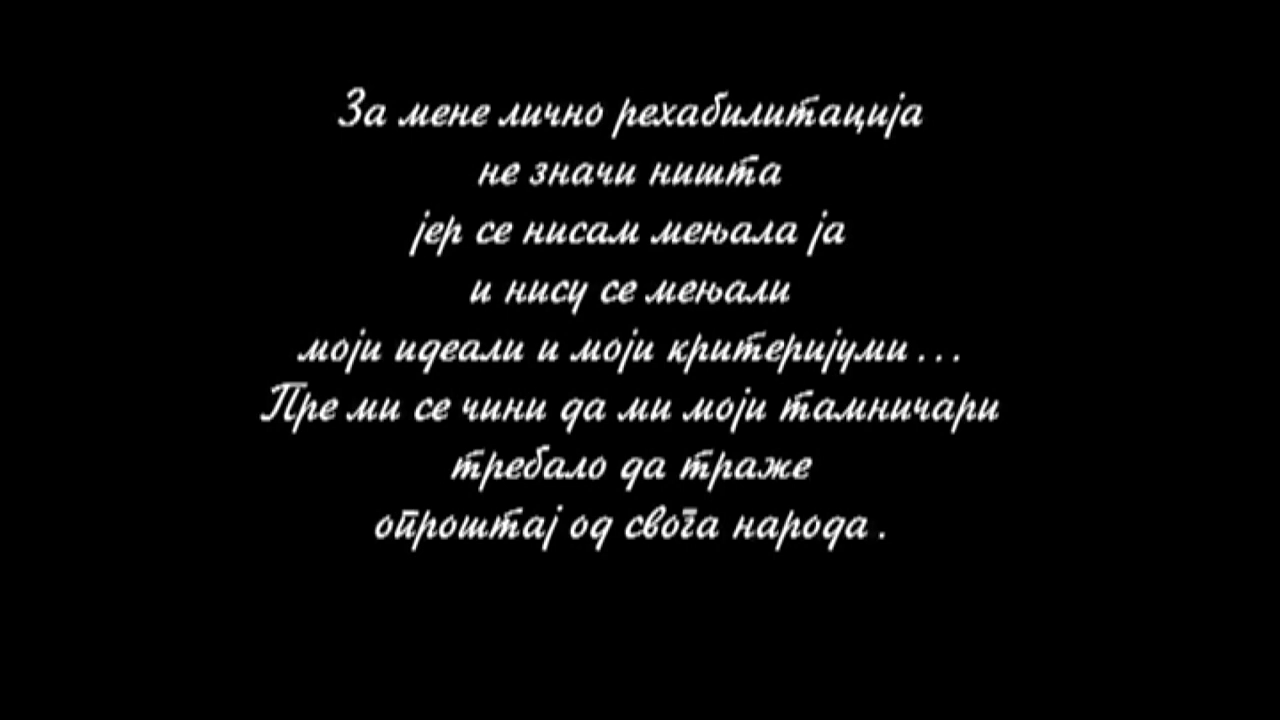 За мене лично рехабилитација
не значи ништа
јер се нисам мењала ја
и нису се мењали
моји идеали и моји критеријуми . . .
Пре ми се чини да ми моји тамничари
требало да траже
опроштај од свога народа .